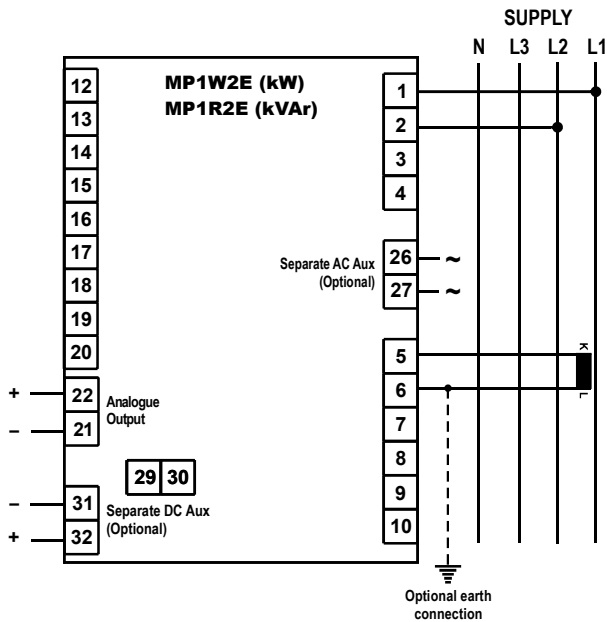 SUPPLY
N L3 L2 L1
MP1W2E (kW)
MP1R2E (kVAr)
12
13
14
15
16
17
18
19
20
+ 22
– 21
Analogue
Output
29 30
– 31
+ 32
Separate DC Aux
(Optional)
1
2
3
4
Separate AC Aux
(Optional)
26 ~
27 ~
5
6
7
8
9
10
K
L
Optional earth
connection